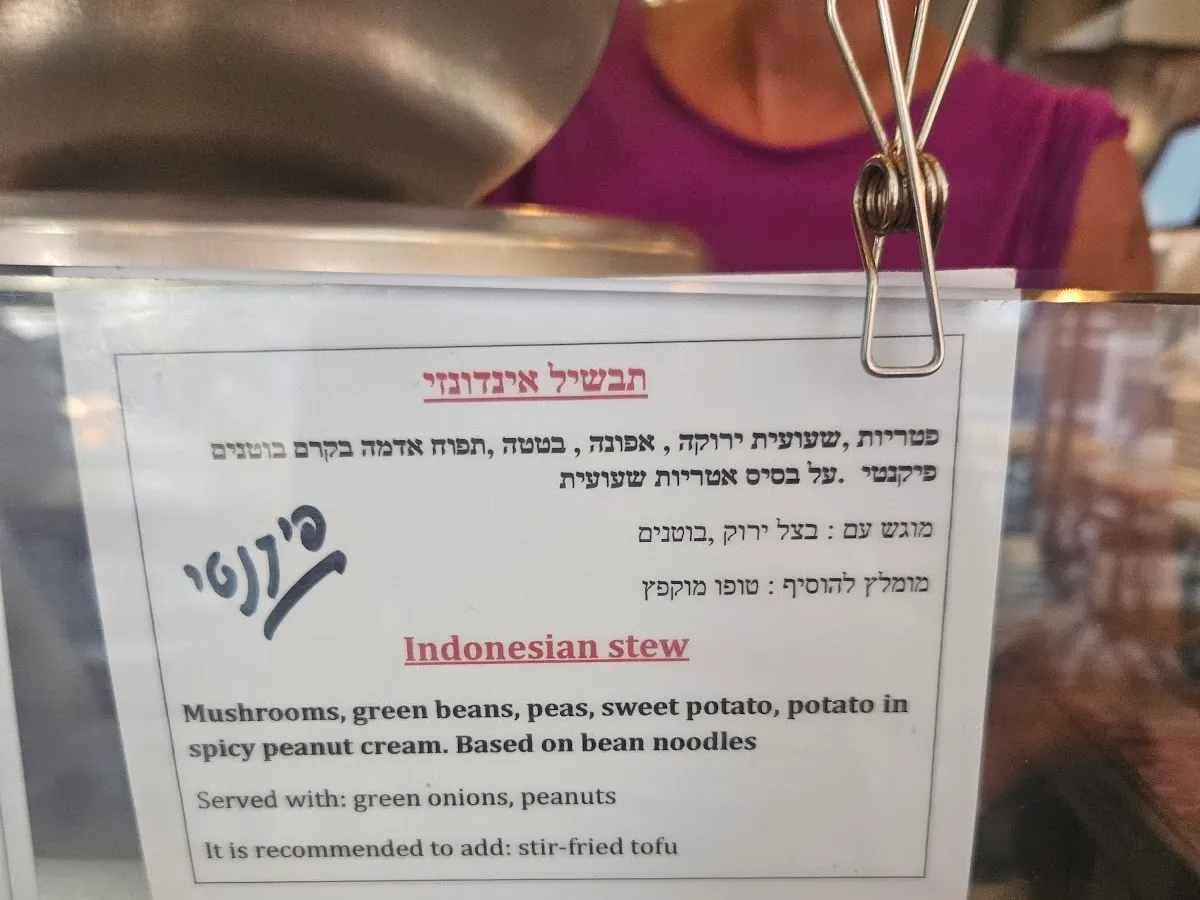 תבשיל אינדונזי
פטריות ,שעועית ירוקה , אפונה , בטטה ,תפוח אדמה בקרם בוטנים
פיקנטי .על בסיס אטריות שעועית
מוגש עם : בצל ירוק ,בוטנים
מומלץ להוסיף : טופו מוקפץ
פיקנטי
Indonesian stew
Mushrooms, green beans, peas, sweet potato, potato in
spicy peanut cream. Based on bean noodles
Served with: green onions, peanuts
It is recommended to add: stir-fried tofu